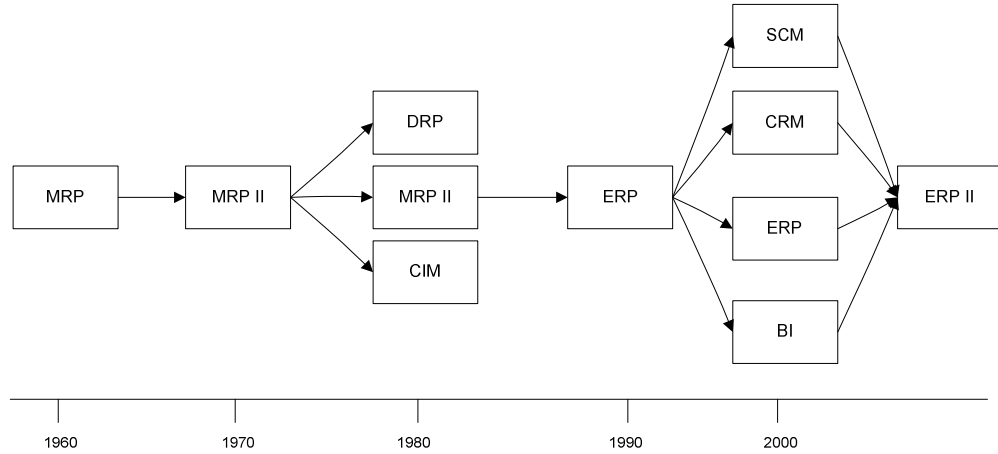 SCM
CRM
DRP
MRP
MRP II
MRP II
ERP
ERP II
ERP
CIM
BI
1960
1970
1980
1990
2000